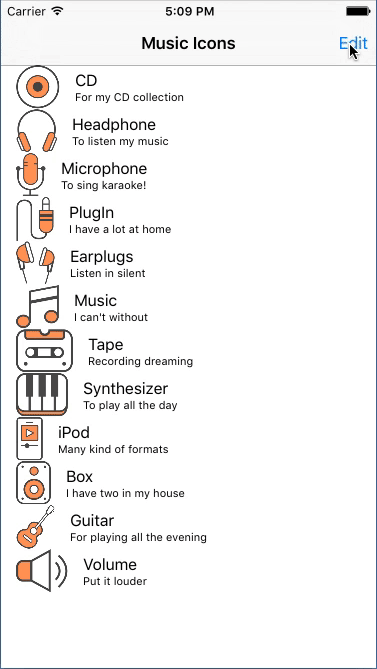 Carrier 5:09 PM
Music Icons Edit
CD
For my CD collection
Headphone
To listen my music
Microphone
To sing karaoke!
PlugIn
I have a lot at home
Earplugs
Listen in silent
Music
I can't without
Tape
Recording dreaming
Synthesizer
To play all the day
iPod
Many kind of formats
Box
I have two in my house
Guitar
For playing all the evening
Volume
Put it louder